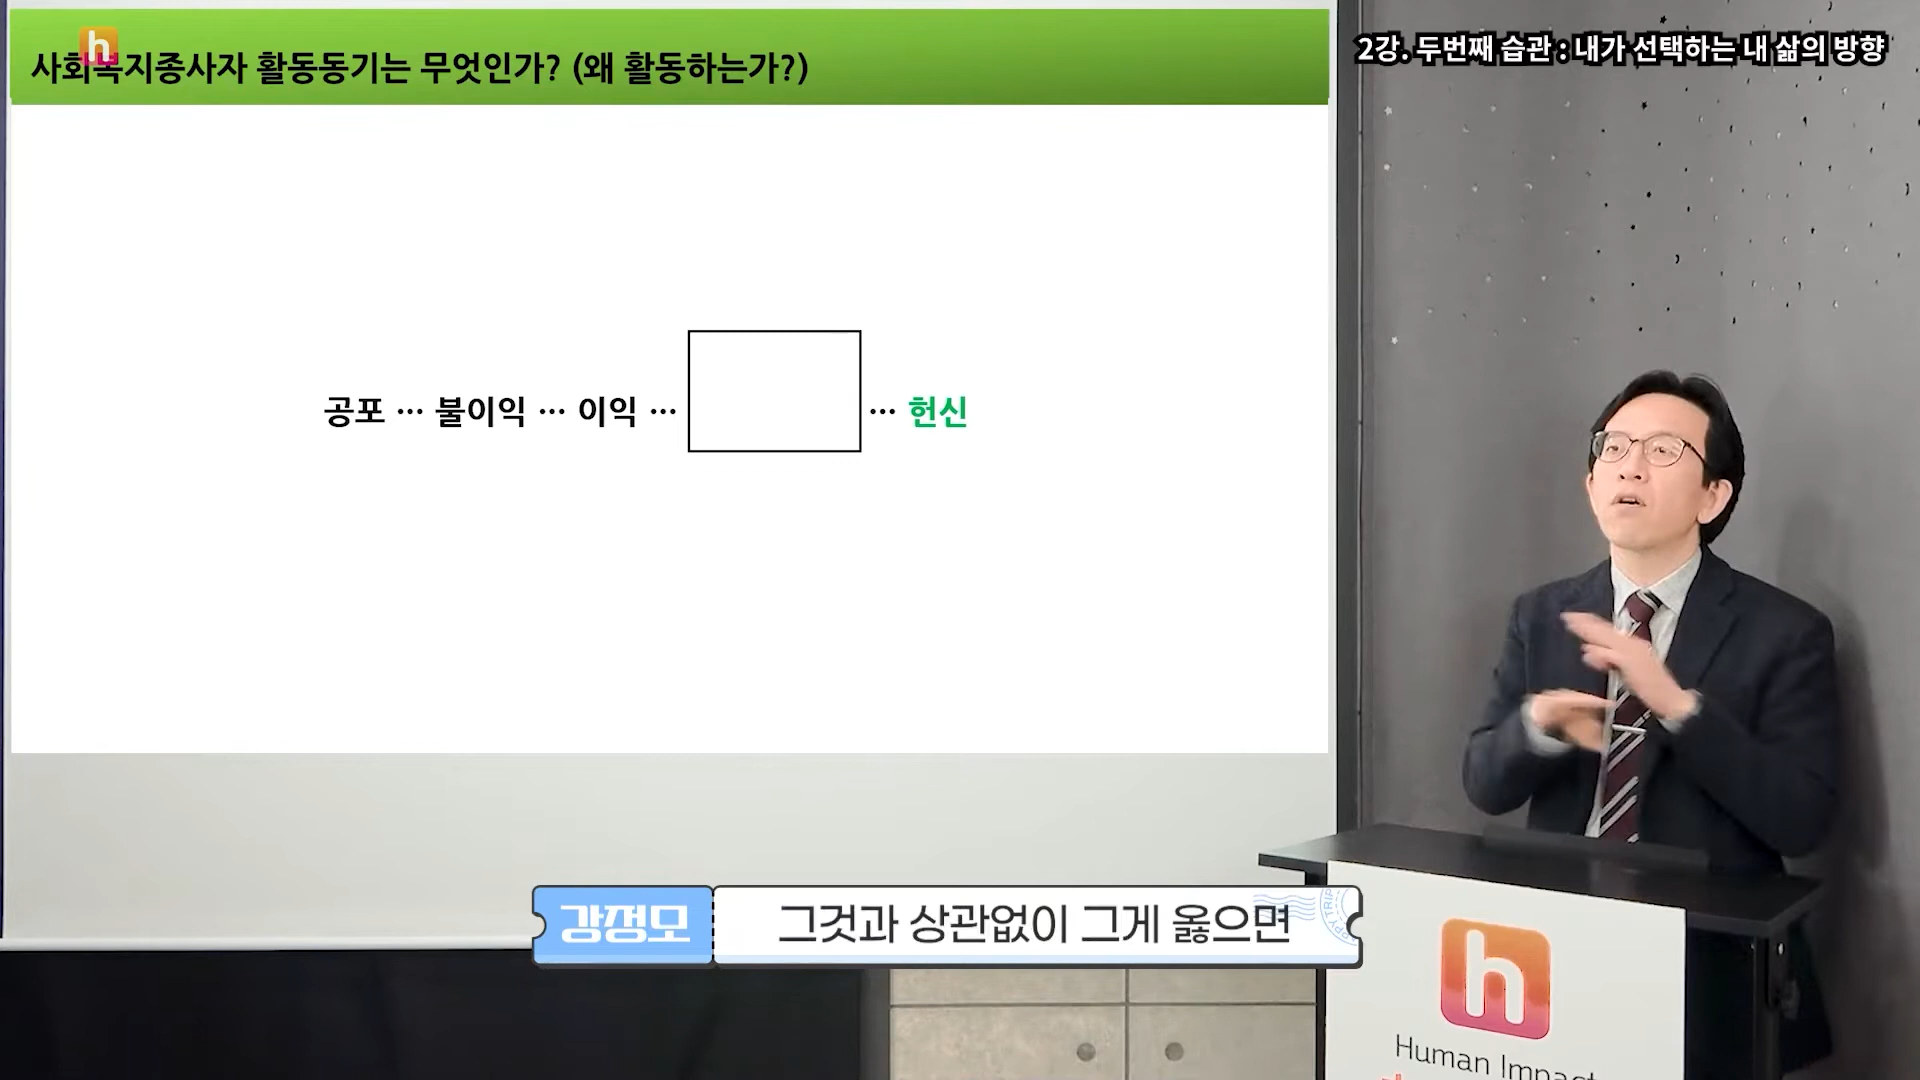 사회복지종사자 활동동기는 무엇인가? (왜 활동하는가?)
h
2강. 두번째 습관 : 내가 선택하는 내 삶의 방향
공포 ··· 불이익 ··· 이익 ··· ··· 헌신
강정모 그것과 상관없이 그게 옳으면
h
Human Impact